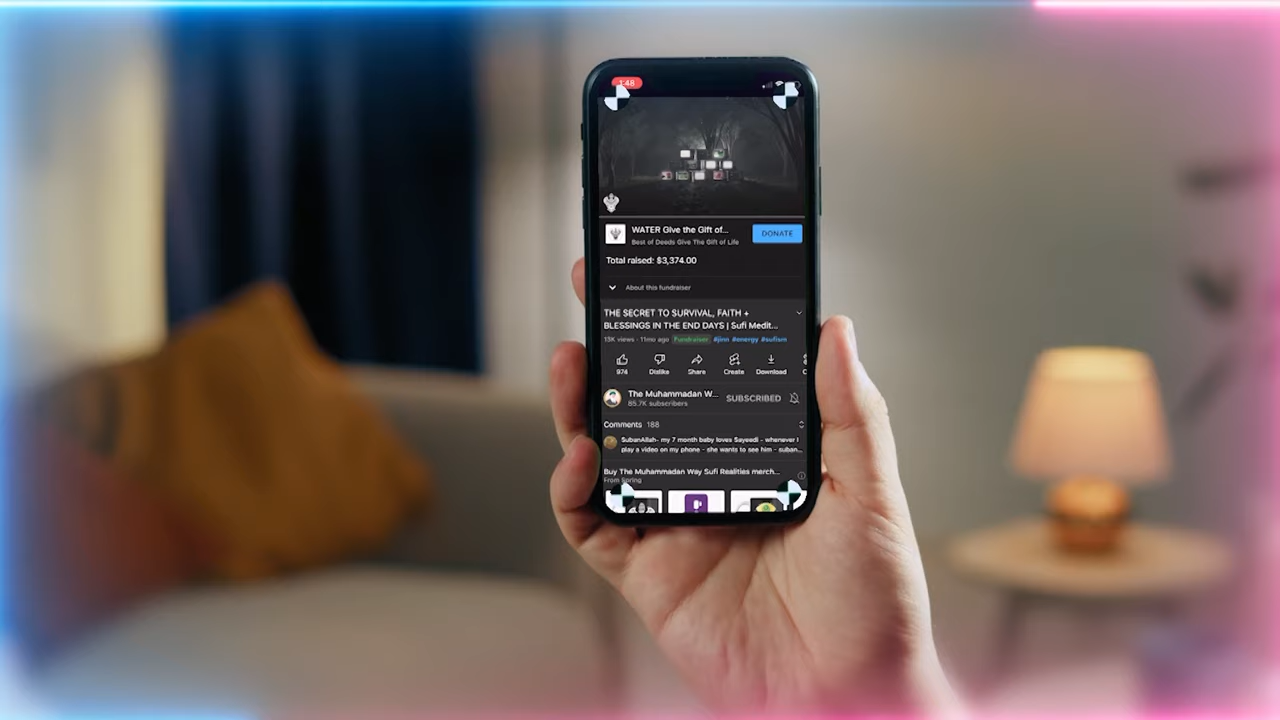 1:48
WATER Give the Gift of...
Best of Deeds Give The Gift of Life
DONATE
Total raised: $3,374.00
About this fundraiser
THE SECRET TO SURVIVAL, FAITH +
BLESSINGS IN THE END DAYS | Sufi Medit...
13K views · 11mo ago Fundraiser #jinn #energy #sufism
974 Dislike Share Create Download C
The Muhammadan W...
85.7K subscribers
SUBSCRIBED
Comments 188
SubanAllah- my 7 month baby loves Sayeedi - whenever I
play a video on my phone - she wants to see him - suban...
Buy The Muhammadan Way Sufi Realities merch...
From Spring